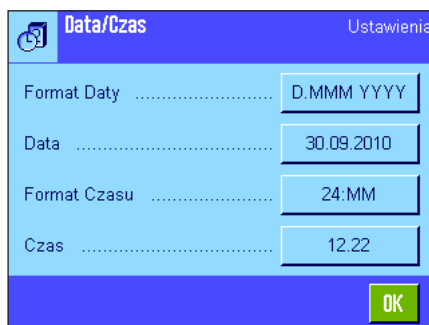 Data/Czas Ustawienia
Format Daty ......................... D.MMM YYYY
Data ................................... 30.09.2010
Format Czasu ...................... 24:MM
Czas ................................... 12.22
OK